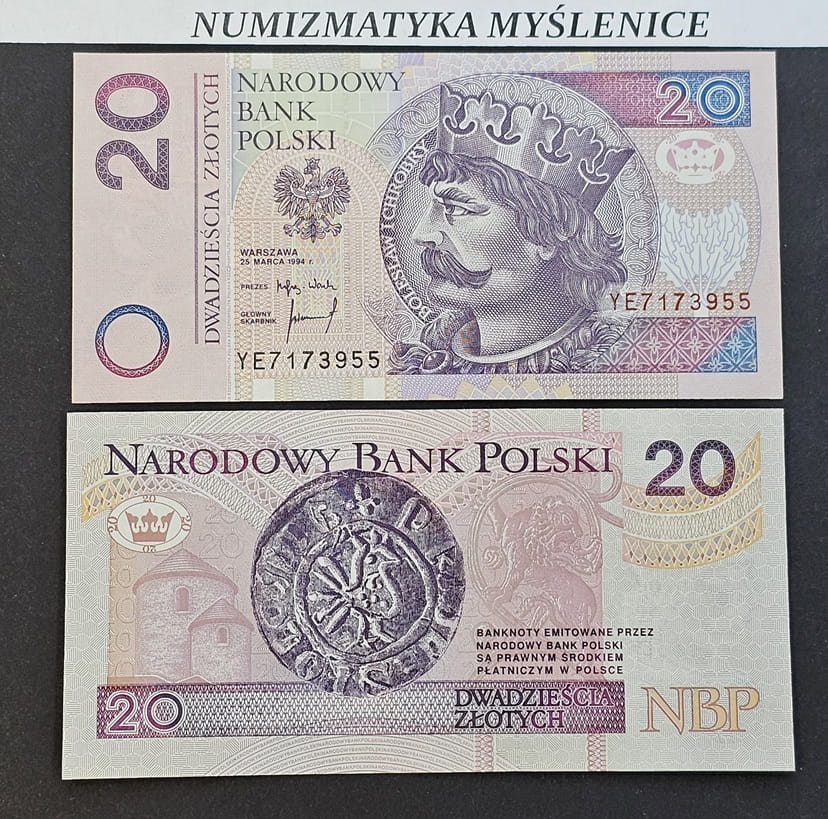 NUMIZMATYKA MYŚLENICE
20
DWADZIEŚCIA ZŁOTYCH
NARODOWY
BANK
POLSKI
20
BOLESŁAW I CHROBRY
WARSZAWA
25 MARCA 1994 r.
PREZES
GŁÓWNY
SKARBNIK
YE7173955
YE7173955
NARODOWY BANK POLSKI
20
BANKNOTY EMITOWANE PRZEZ
NARODOWY BANK POLSKI
SĄ PRAWNYM ŚRODKIEM
PŁATNICZYM W POLSCE
20
DWADZIEŚCIA
ZŁOTYCH
NBP